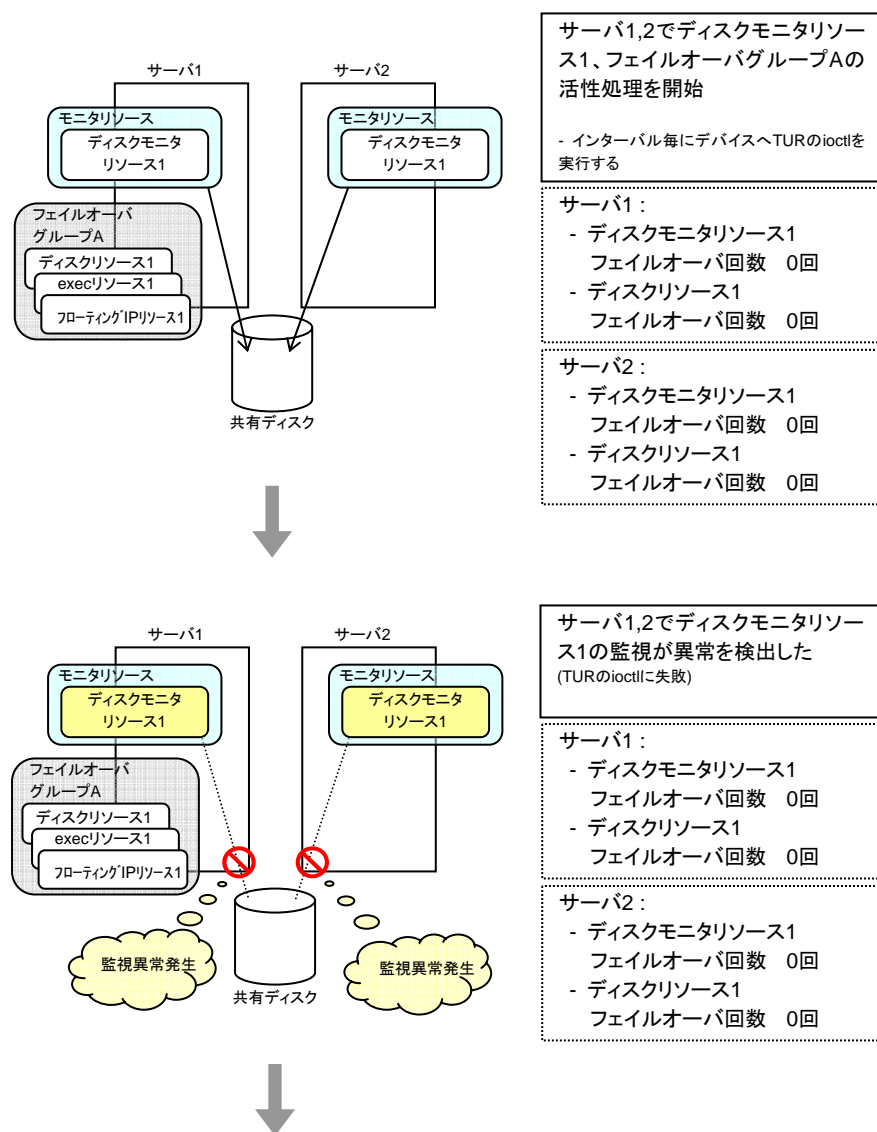 サーバ1
サーバ2
モニタリソース
ディスクモニタ
リソース1
モニタリソース
ディスクモニタ
リソース1
フェイルオーバ
グループA
ディスクリソース1
execリソース1
フローティングIPリソース1
共有ディスク
サーバ1,2でディスクモニタリソー
ス1、フェイルオーバグループAの
活性処理を開始
- インターバル毎にデバイスへTURのioctlを
実行する
サーバ1 :
- ディスクモニタリソース1
フェイルオーバ回数 0回
- ディスクリソース1
フェイルオーバ回数 0回
サーバ2 :
- ディスクモニタリソース1
フェイルオーバ回数 0回
- ディスクリソース1
フェイルオーバ回数 0回
サーバ1
サーバ2
モニタリソース
ディスクモニタ
リソース1
モニタリソース
ディスクモニタ
リソース1
フェイルオーバ
グループA
ディスクリソース1
execリソース1
フローティングIPリソース1
監視異常発生
監視異常発生
共有ディスク
サーバ1,2でディスクモニタリソー
ス1の監視が異常を検出した
(TURのioctlに失敗)
サーバ1 :
- ディスクモニタリソース1
フェイルオーバ回数 0回
- ディスクリソース1
フェイルオーバ回数 0回
サーバ2 :
- ディスクモニタリソース1
フェイルオーバ回数 0回
- ディスクリソース1
フェイルオーバ回数 0回